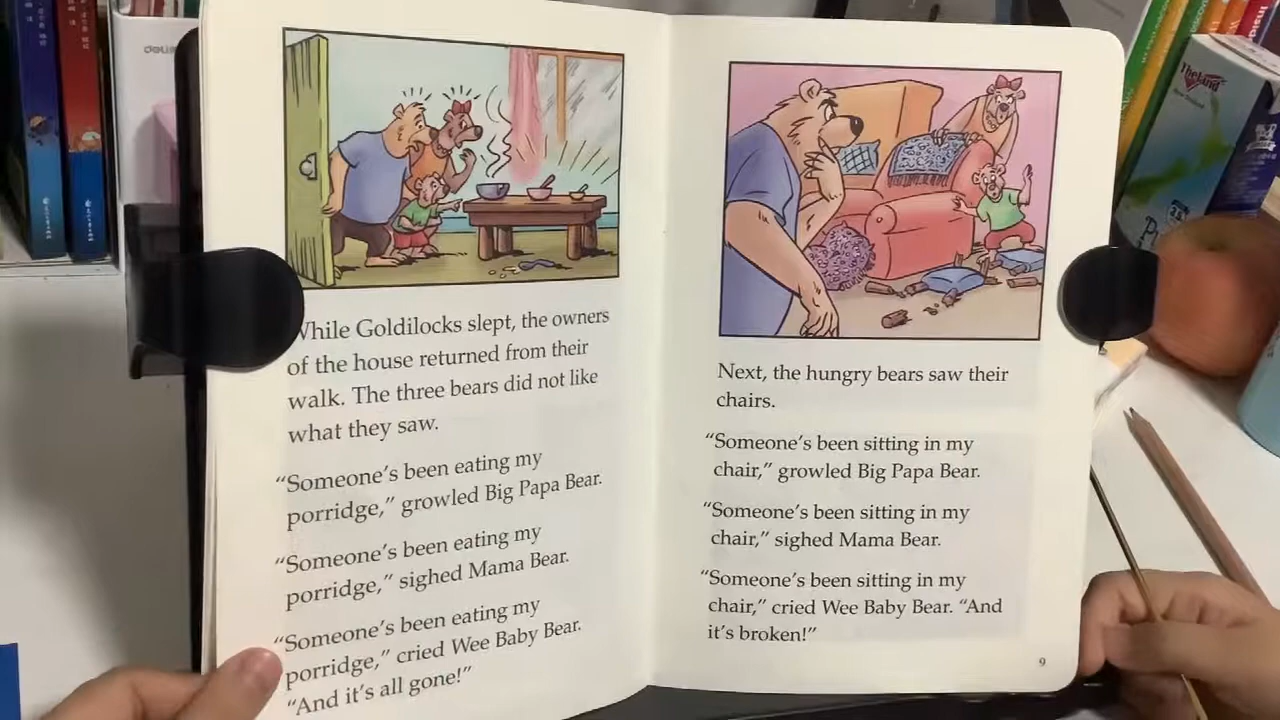 While Goldilocks slept, the owners
of the house returned from their
walk. The three bears did not like
what they saw.
“Someone’s been eating my
porridge,” growled Big Papa Bear.
“Someone’s been eating my
porridge,” sighed Mama Bear.
“Someone’s been eating my
porridge,” cried Wee Baby Bear.
“And it’s all gone!”
Next, the hungry bears saw their
chairs.
“Someone’s been sitting in my
chair,” growled Big Papa Bear.
“Someone’s been sitting in my
chair,” sighed Mama Bear.
“Someone’s been sitting in my
chair,” cried Wee Baby Bear. “And
it’s broken!”
9
Theland